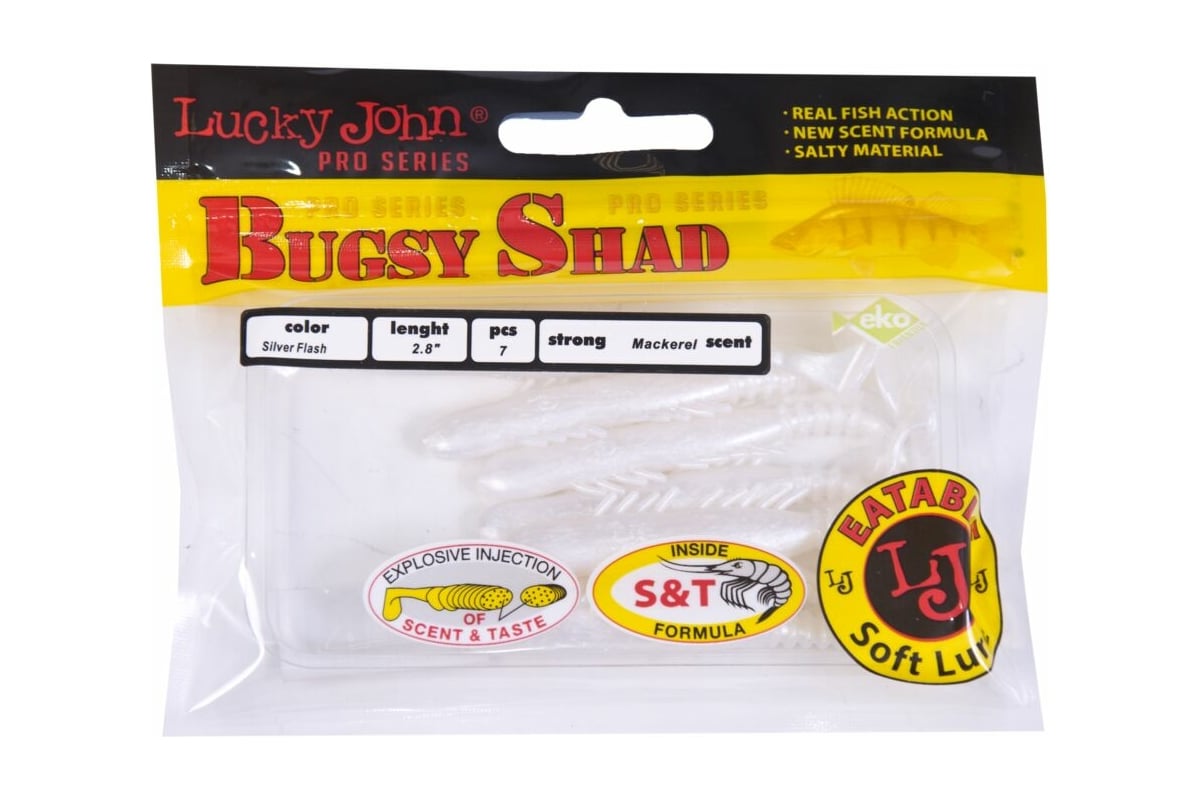 Lucky John®
PRO SERIES
· REAL FISH ACTION
· NEW SCENT FORMULA
· SALTY MATERIAL
PRO SERIES PRO SERIES
BUGSY SHAD
eko
color
Silver Flash
lenght
2.8"
pcs
7
strong Mackerel scent
EXPLOSIVE INJECTION
OF
SCENT & TASTE
INSIDE
S&T
FORMULA
EATABL
LJ LJ LJ
Soft Lur